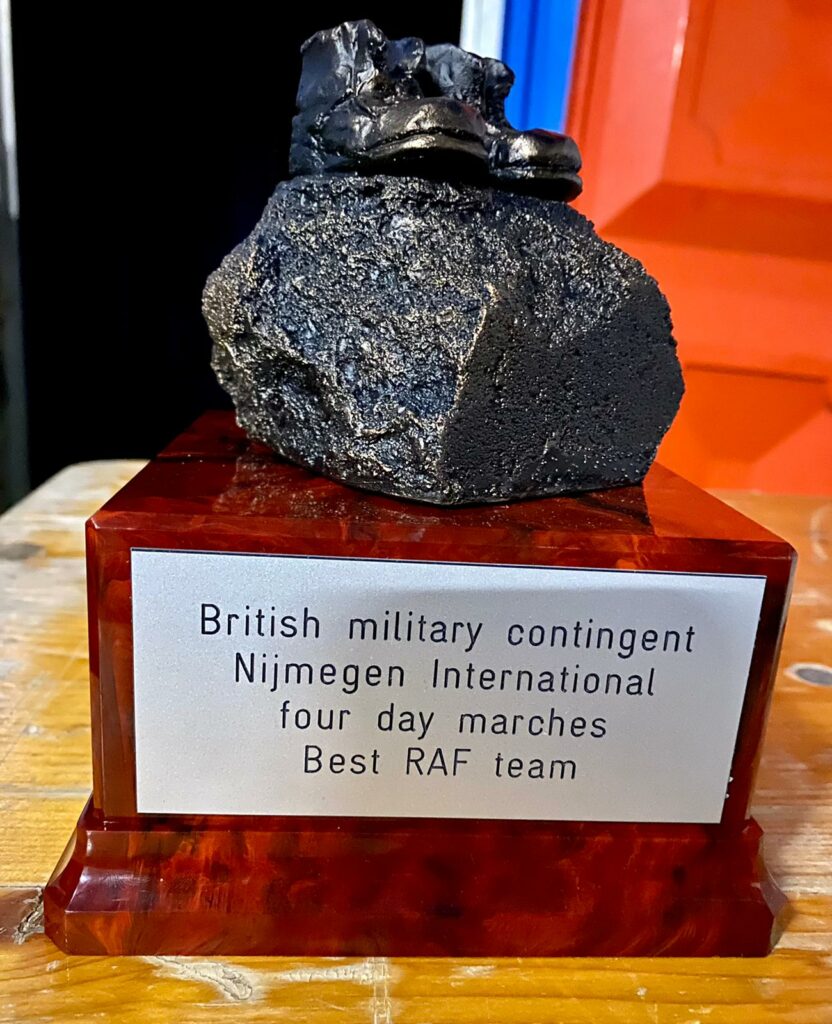 British military contingent
Nijmegen International
four day marches
Best RAF team